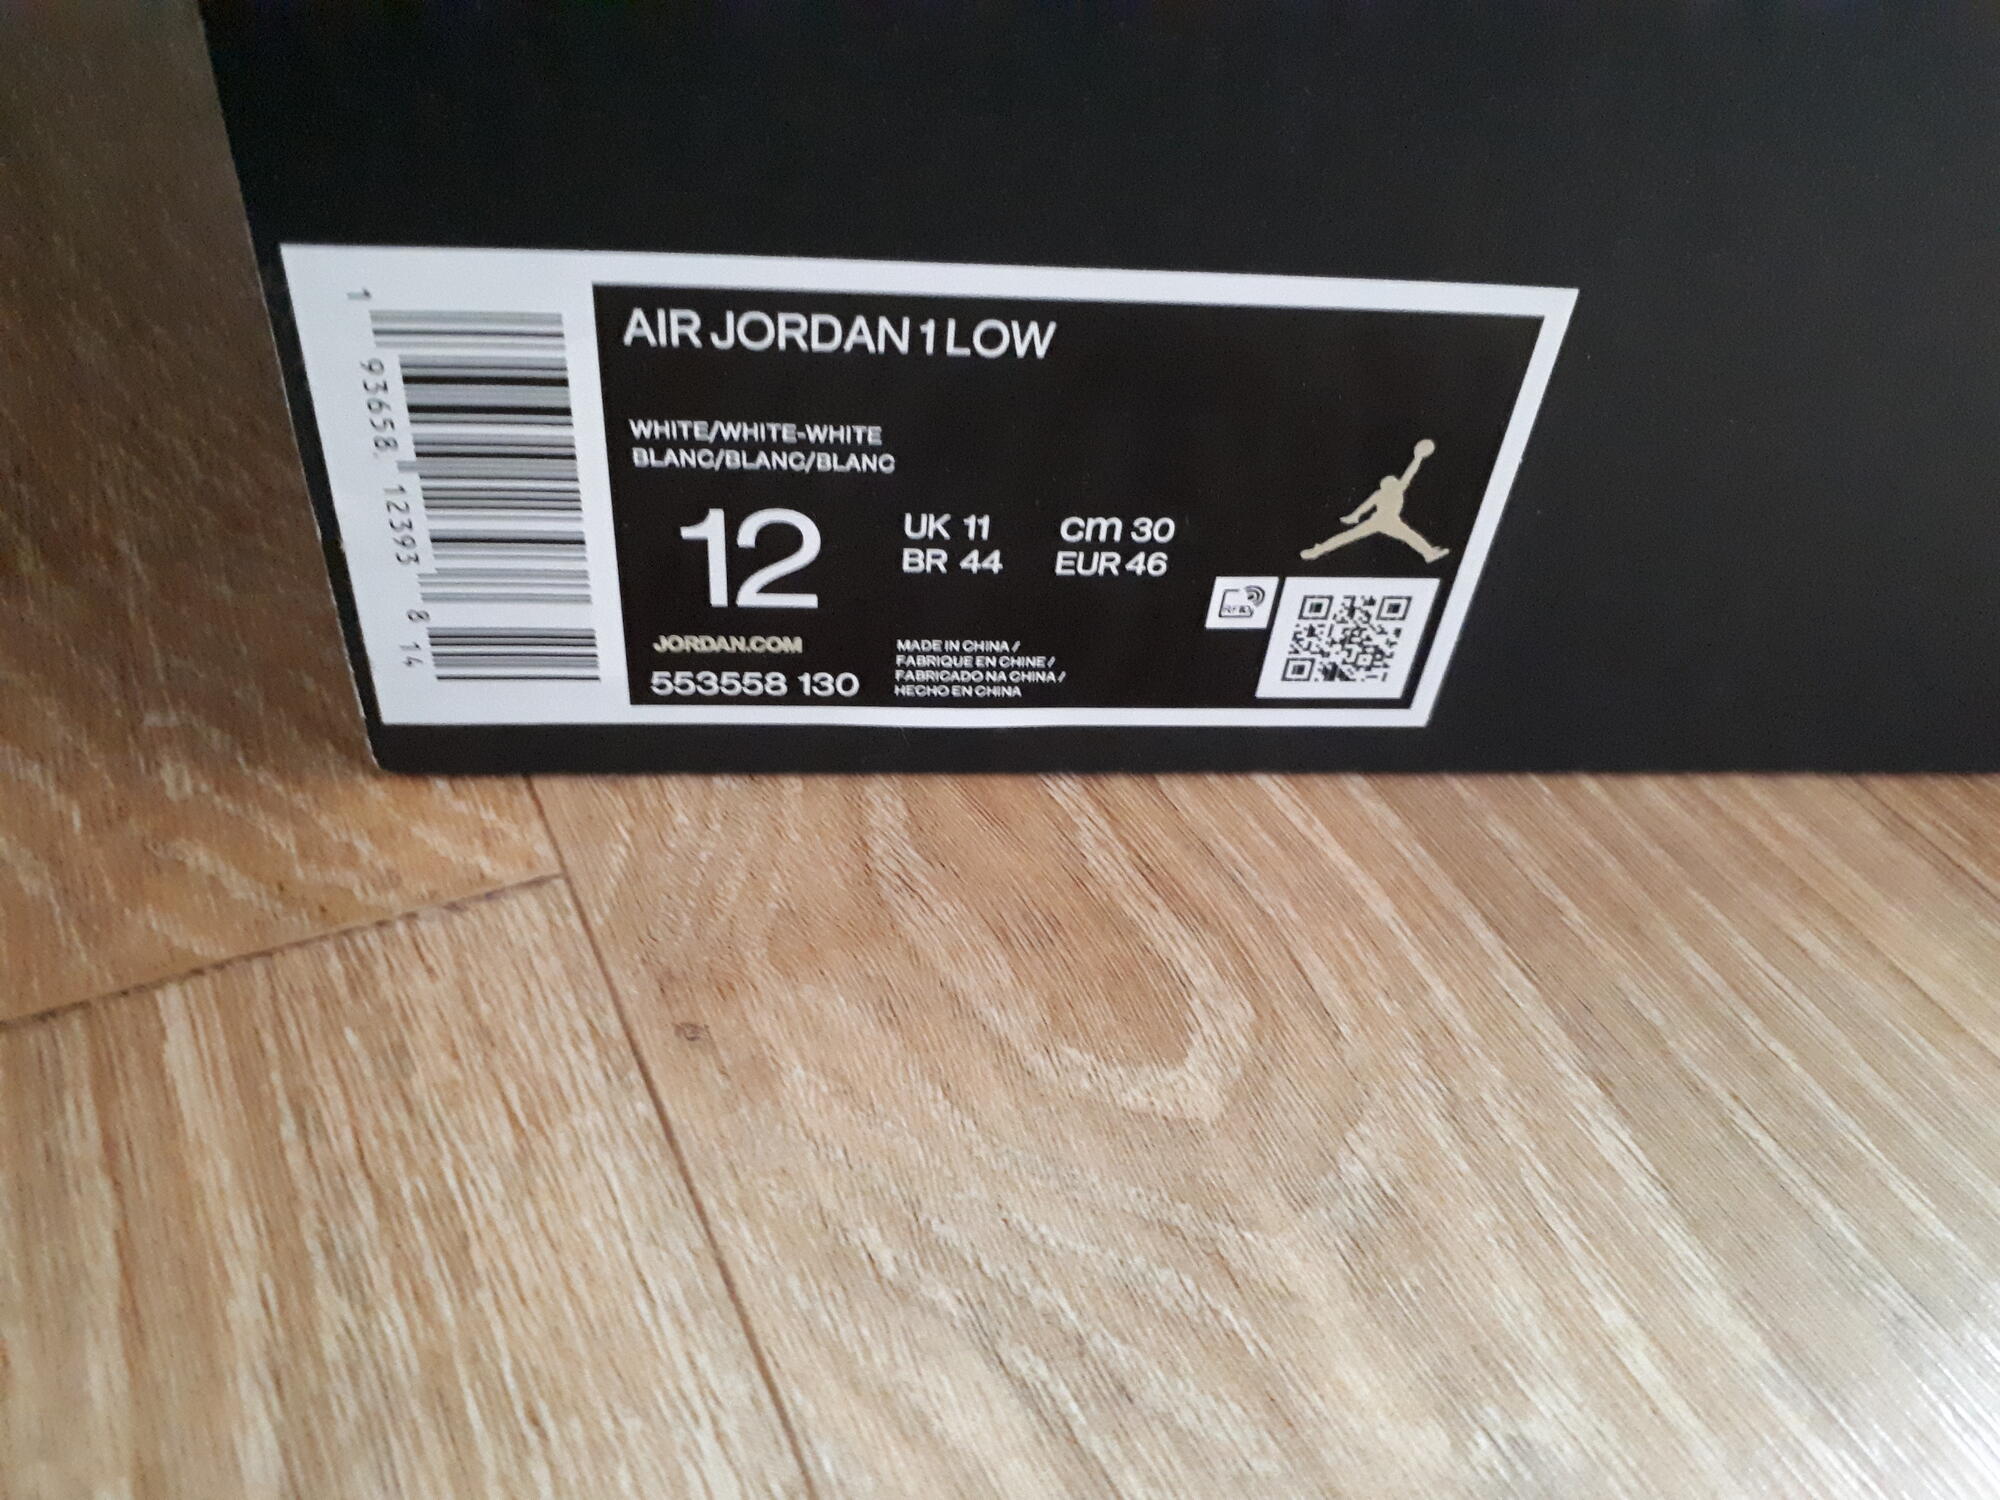 1 93658 12393 8 14
AIR JORDAN 1 LOW
WHITE/WHITE-WHITE
BLANC/BLANC/BLANC
12
UK 11
BR 44
cm 30
EUR 46
RFID
JORDAN.COM
553558 130
MADE IN CHINA /
FABRIQUE EN CHINE /
FABRICADO NA CHINA /
HECHO EN CHINA